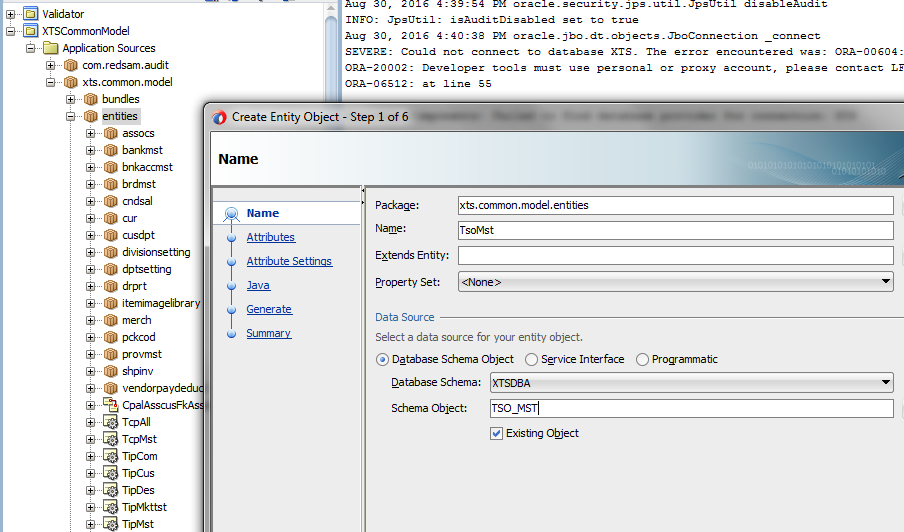 Validator
XTSCommonModel
Application Sources
com.redsam.audit
xts.common.model
bundles
entities
assocs
bankmst
bnkaccmst
brdmst
cndsal
cur
cusdpt
divisionsetting
dptsetting
drprt
itemimagelibrary
merch
pckcod
provmst
shpinv
vendorpaydeduc
CpalAsscusFkAss
TcpAll
TcpMst
TipCom
TipCus
TipDes
TipMkttst
TipMst
Aug 30, 2016 4:39:54 PM oracle.security.jps.util.JpsUtil disableAudit
INFO: JpsUtil: isAuditDisabled set to true
Aug 30, 2016 4:40:38 PM oracle.jbo.dt.objects.JboConnection _connect
SEVERE: Could not connect to database XTS. The error encountered was: ORA-00604:
ORA-20002: Developer tools must use personal or proxy account, please contact LF
ORA-06512: at line 55
Create Entity Object - Step 1 of 6
Name
Name
Attributes
Attribute Settings
Java
Generate
Summary
Package: xts.common.model.entities
Name: TsoMst
Extends Entity:
Property Set: <None>
Data Source
Select a data source for your entity object.
Database Schema Object Service Interface Programmatic
Database Schema: XTSDBA
Schema Object: TSO_MST
Existing Object